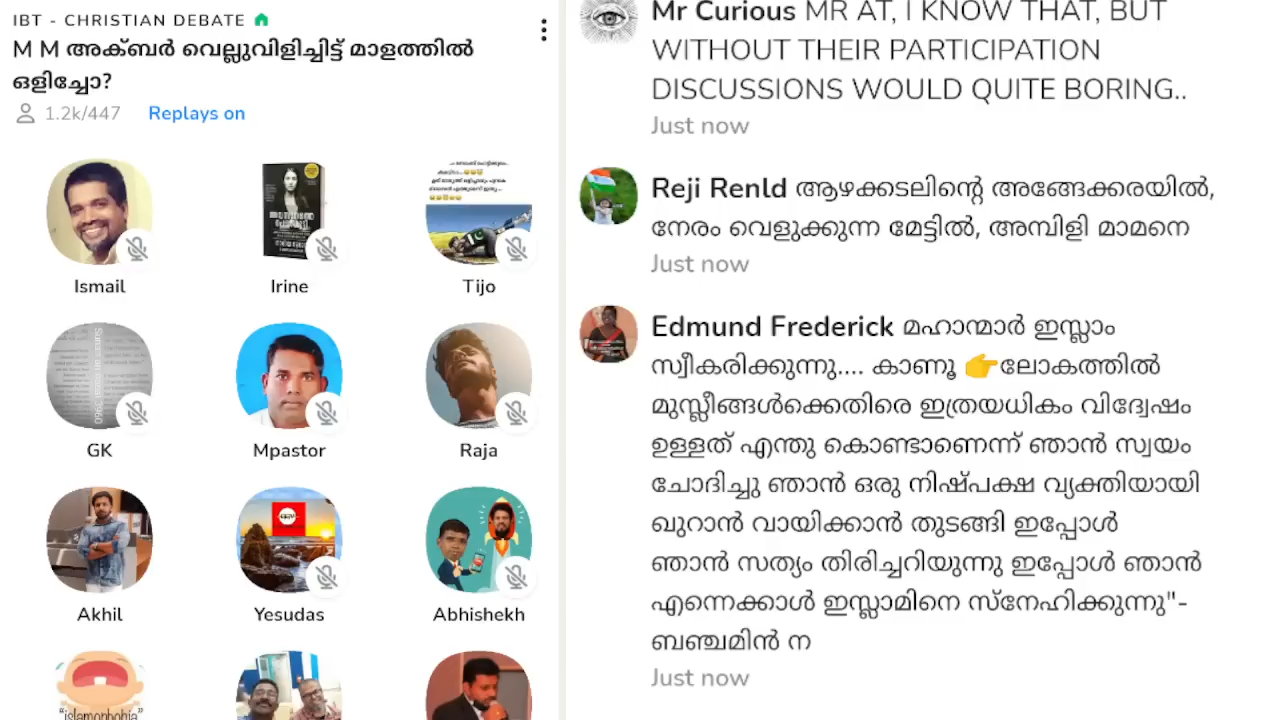 IBT - CHRISTIAN DEBATE
M M അക്ബർ വെല്ലുവിളിച്ചിട്ട് മാളത്തിൽ
ഒളിച്ചോ?
1.2k/447 Replays on
Ismail
Irine
Tijo
GK
Mpastor
Raja
Akhil
Yesudas
Abhishekh
"islamophobia"
Mr Curious MR AT, I KNOW THAT, BUT
WITHOUT THEIR PARTICIPATION
DISCUSSIONS WOULD QUITE BORING..
Just now
Reji Renld ആഴക്കടലിന്റെ അങ്ങേക്കരയിൽ,
നേരം വെളുക്കുന്ന മേട്ടിൽ, അമ്പിളി മാമനെ
Just now
Edmund Frederick മഹാന്മാർ ഇസ്ലാം
സ്വീകരിക്കുന്നു.... കാണൂ 👉ലോകത്തിൽ
മുസ്ലീങ്ങൾക്കെതിരെ ഇത്രയധികം വിദ്വേഷം
ഉള്ളത് എന്തു കൊണ്ടാണെന്ന് ഞാൻ സ്വയം
ചോദിച്ചു ഞാൻ ഒരു നിഷ്പക്ഷ വ്യക്തിയായി
ഖുറാൻ വായിക്കാൻ തുടങ്ങി ഇപ്പോൾ
ഞാൻ സത്യം തിരിച്ചറിയുന്നു ഇപ്പോൾ ഞാൻ
എന്നെക്കാൾ ഇസ്ലാമിനെ സ്നേഹിക്കുന്നു"-
ബഞ്ചമിൻ ന
Just now